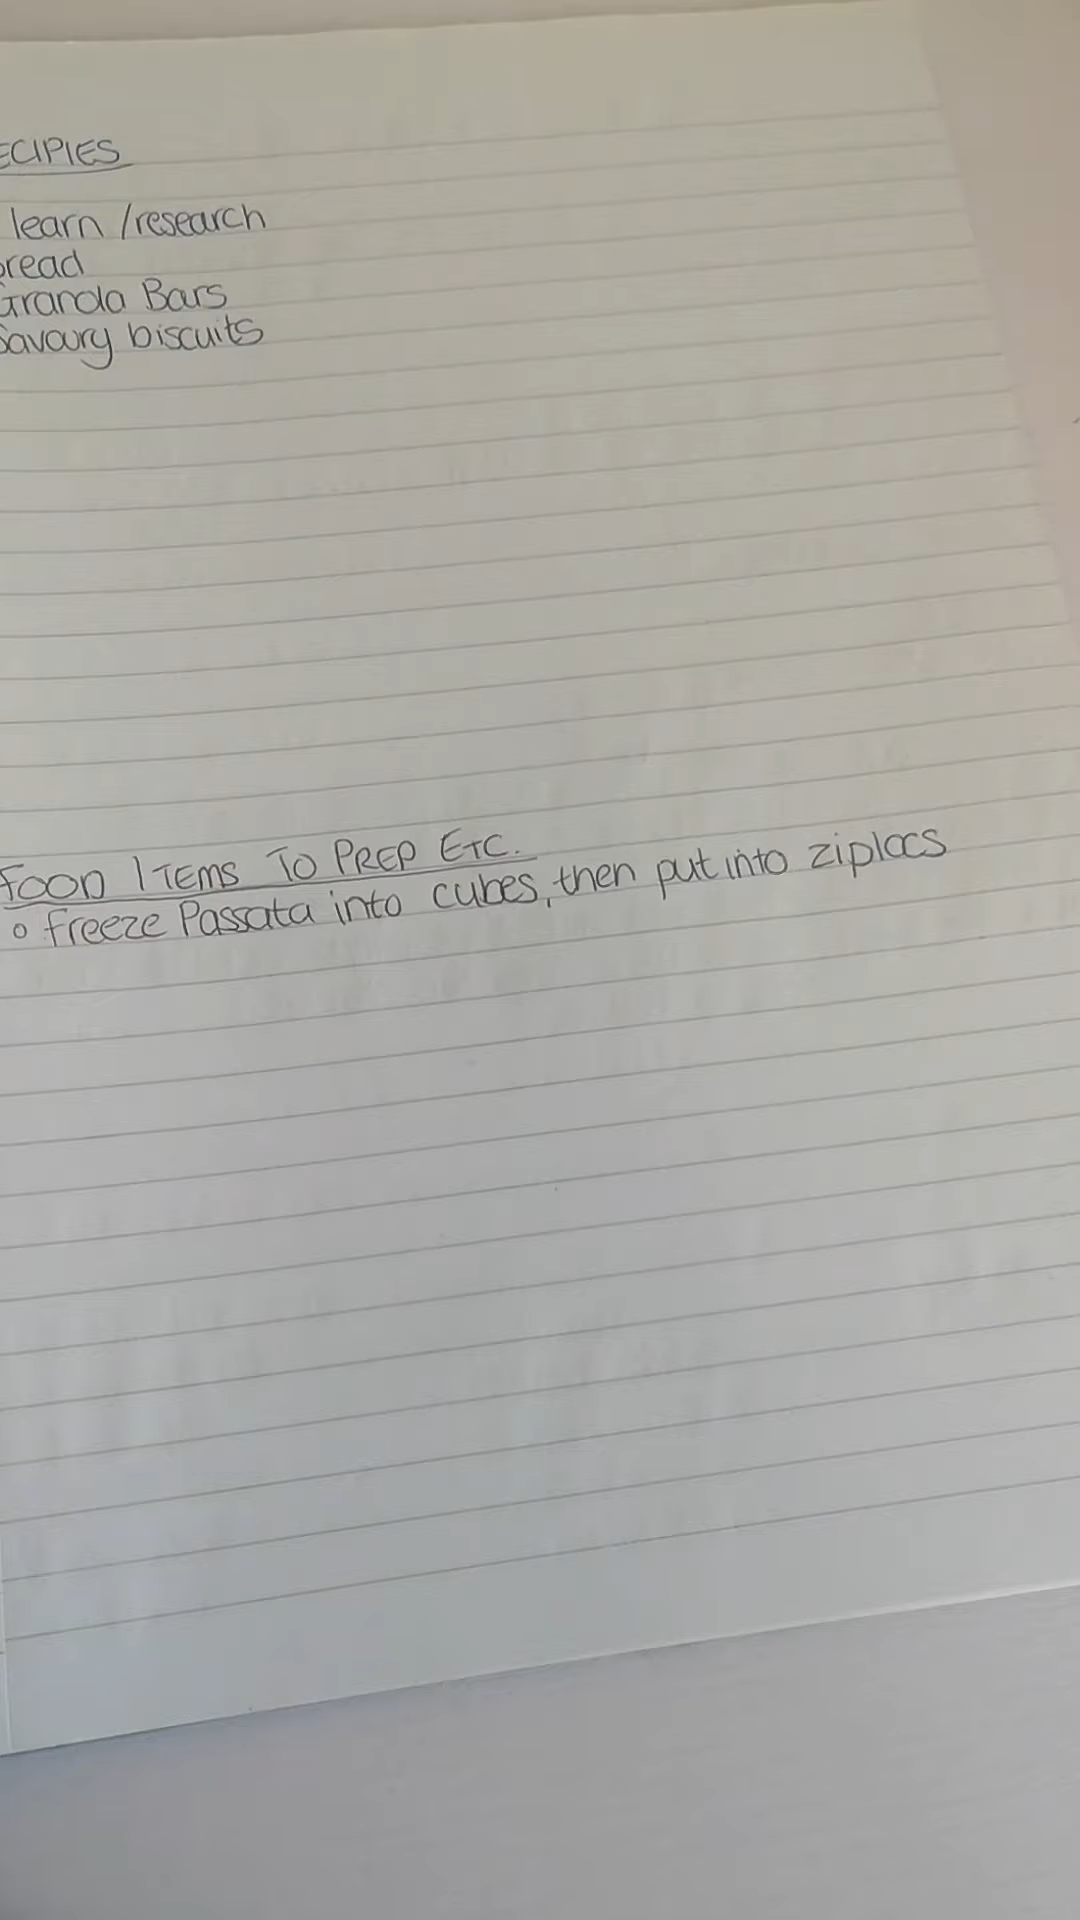 ECIPIES
learn /research
bread
Granola Bars
Savoury biscuits
FOOD ITEMS TO PREP ETC.
o freeze Passata into cubes, then put into ziplocs